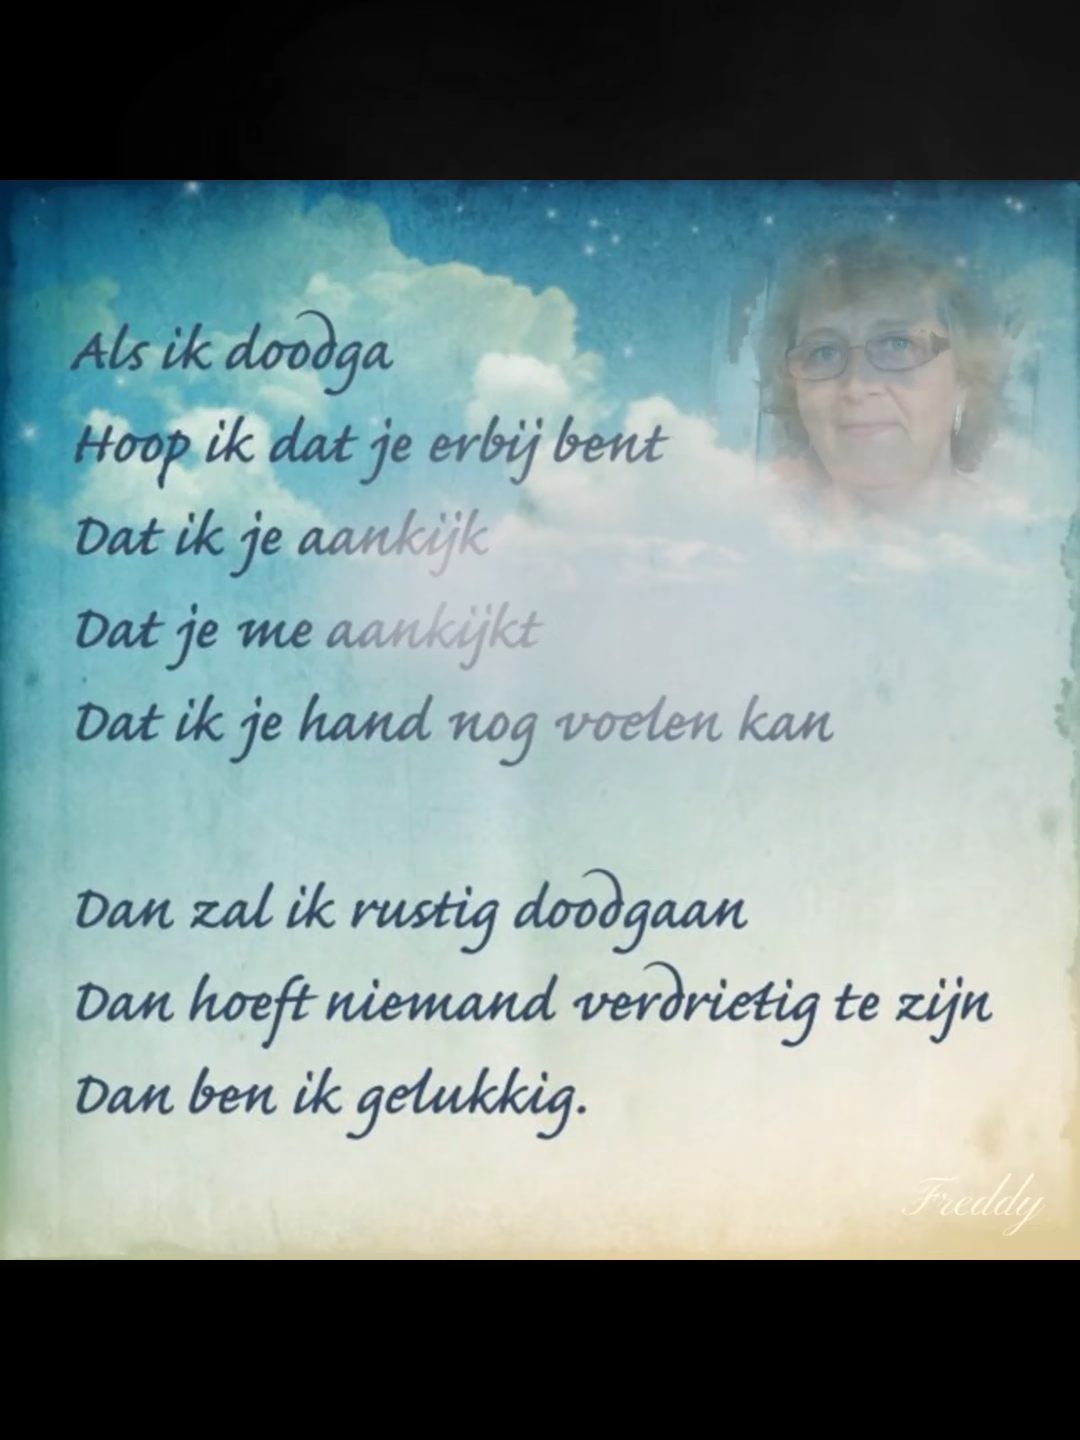 Als ik doodga
Hoop ik dat je erbij bent
Dat ik je aankijk
Dat je me aankijkt
Dat ik je hand nog voelen kan
Dan zal ik rustig doodgaan
Dan hoeft niemand verdrietig te zijn
Dan ben ik gelukkig.
Freddy